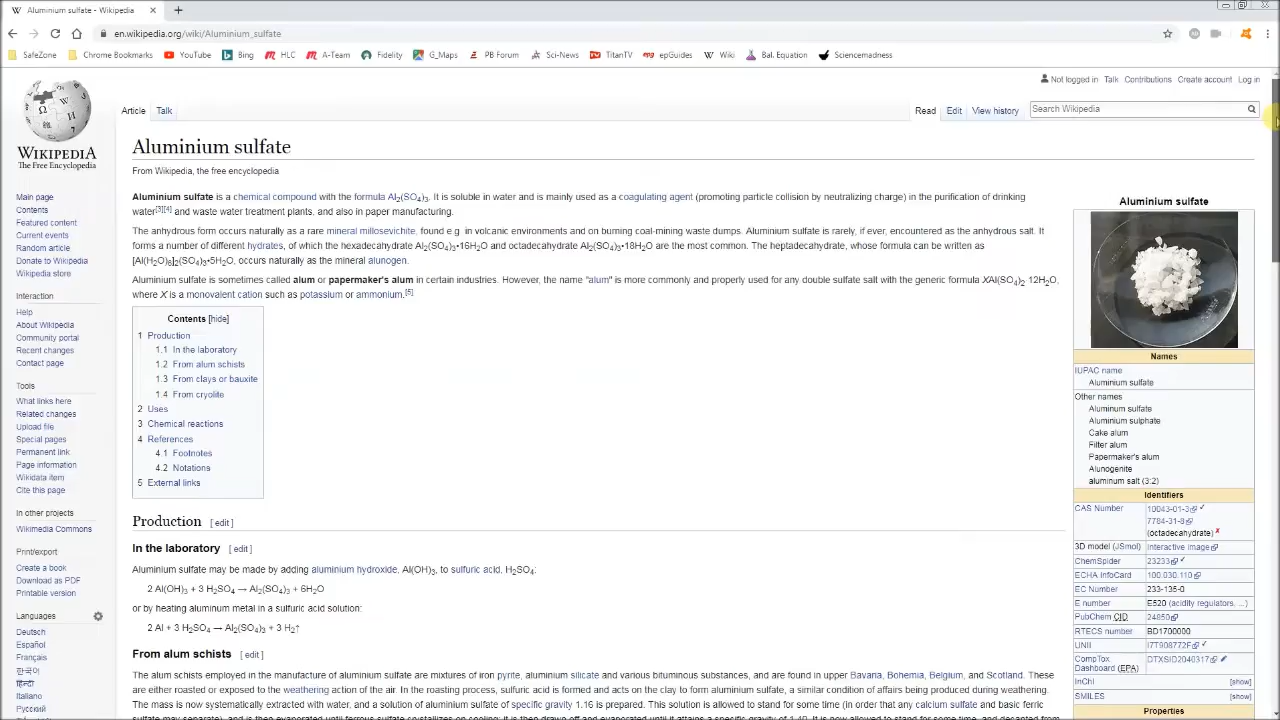 Aluminium sulfate - Wikipedia
en.wikipedia.org/wiki/Aluminium_sulfate
SafeZone Chrome Bookmarks YouTube Bing HLC A-Team Fidelity G_Maps PB Forum Sci-News TitanTV epGuides Wiki Bal. Equation Sciencemadness
Not logged in Talk Contributions Create account Log in
Article Talk Read Edit View history Search Wikipedia
WIKIPEDIA
The Free Encyclopedia
Main page
Contents
Featured content
Current events
Random article
Donate to Wikipedia
Wikipedia store
Interaction
Help
About Wikipedia
Community portal
Recent changes
Contact page
Tools
What links here
Related changes
Upload file
Special pages
Permanent link
Page information
Wikidata item
Cite this page
In other projects
Wikimedia Commons
Print/export
Create a book
Download as PDF
Printable version
Languages
Deutsch
Español
Français
한국어
हिन्दी
Italiano
Русский
Aluminium sulfate
From Wikipedia, the free encyclopedia
Aluminium sulfate is a chemical compound with the formula Al2(SO4)3. It is soluble in water and is mainly used as a coagulating agent (promoting particle collision by neutralizing charge) in the purification of drinking
water[3][4] and waste water treatment plants, and also in paper manufacturing.
The anhydrous form occurs naturally as a rare mineral millosevichite, found e.g. in volcanic environments and on burning coal-mining waste dumps. Aluminium sulfate is rarely, if ever, encountered as the anhydrous salt. It
forms a number of different hydrates, of which the hexadecahydrate Al2(SO4)3•16H2O and octadecahydrate Al2(SO4)3•18H2O are the most common. The heptadecahydrate, whose formula can be written as
[Al(H2O)6]2(SO4)3•5H2O, occurs naturally as the mineral alunogen.
Aluminium sulfate is sometimes called alum or papermaker's alum in certain industries. However, the name "alum" is more commonly and properly used for any double sulfate salt with the generic formula XAl(SO4)2·12H2O,
where X is a monovalent cation such as potassium or ammonium.[5]
Contents [hide]
1 Production
1.1 In the laboratory
1.2 From alum schists
1.3 From clays or bauxite
1.4 From cryolite
2 Uses
3 Chemical reactions
4 References
4.1 Footnotes
4.2 Notations
5 External links
Production [ edit ]
In the laboratory [ edit ]
Aluminium sulfate may be made by adding aluminium hydroxide, Al(OH)3, to sulfuric acid, H2SO4:
2 Al(OH)3 + 3 H2SO4 → Al2(SO4)3 + 6H2O
or by heating aluminum metal in a sulfuric acid solution:
2 Al + 3 H2SO4 → Al2(SO4)3 + 3 H2↑
From alum schists [ edit ]
The alum schists employed in the manufacture of aluminium sulfate are mixtures of iron pyrite, aluminium silicate and various bituminous substances, and are found in upper Bavaria, Bohemia, Belgium, and Scotland. These
are either roasted or exposed to the weathering action of the air. In the roasting process, sulfuric acid is formed and acts on the clay to form aluminium sulfate, a similar condition of affairs being produced during weathering.
The mass is now systematically extracted with water, and a solution of aluminium sulfate of specific gravity 1.16 is prepared. This solution is allowed to stand for some time (in order that any calcium sulfate and basic ferric
Aluminium sulfate
Names
IUPAC name
Aluminium sulfate
Other names
Aluminum sulfate
Aluminum sulphate
Cake alum
Filter alum
Papermaker's alum
Alunogenite
aluminum salt (3:2)
Identifiers
CAS Number 10043-01-3 ✓
7784-31-8
(octadecahydrate) ✗
3D model (JSmol) Interactive image
ChemSpider 23233 ✓
ECHA InfoCard 100.030.110
EC Number 233-135-0
E number E520 (acidity regulators, ...)
PubChem CID 24850
RTECS number BD1700000
UNII I7T908772F ✓
CompTox
Dashboard (EPA) DTXSID2040317
InChI [show]
SMILES [show]
Properties